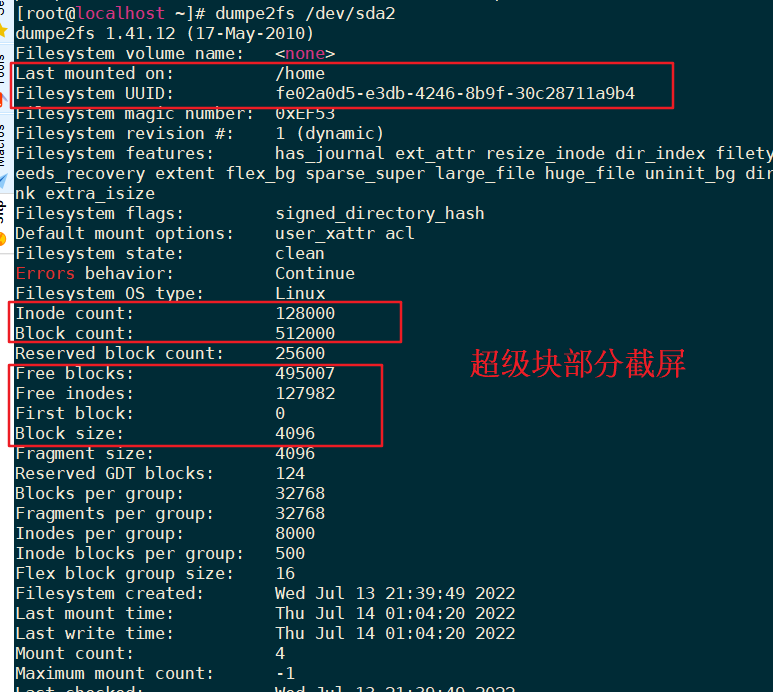 [root@localhost ~]# dumpe2fs /dev/sda2
dumpe2fs 1.41.12 (17-May-2010)
Filesystem volume name:   <none>
Last mounted on:          /home
Filesystem UUID:          fe02a0d5-e3db-4246-8b9f-30c28711a9b4
Filesystem magic number:  0xEF53
Filesystem revision #:    1 (dynamic)
Filesystem features:      has_journal ext_attr resize_inode dir_index filety
eeds_recovery extent flex_bg sparse_super large_file huge_file uninit_bg dir
nk extra_isize
Filesystem flags:         signed_directory_hash
Default mount options:    user_xattr acl
Filesystem state:         clean
Errors behavior:          Continue
Filesystem OS type:       Linux
Inode count:              128000
Block count:              512000
Reserved block count:     25600
超级块部分截屏
Free blocks:              495007
Free inodes:              127982
First block:              0
Block size:               4096
Fragment size:            4096
Reserved GDT blocks:      124
Blocks per group:         32768
Fragments per group:      32768
Inodes per group:         8000
Inode blocks per group:   500
Flex block group size:    16
Filesystem created:       Wed Jul 13 21:39:49 2022
Last mount time:          Thu Jul 14 01:04:20 2022
Last write time:          Thu Jul 14 01:04:20 2022
Mount count:              4
Maximum mount count:      -1